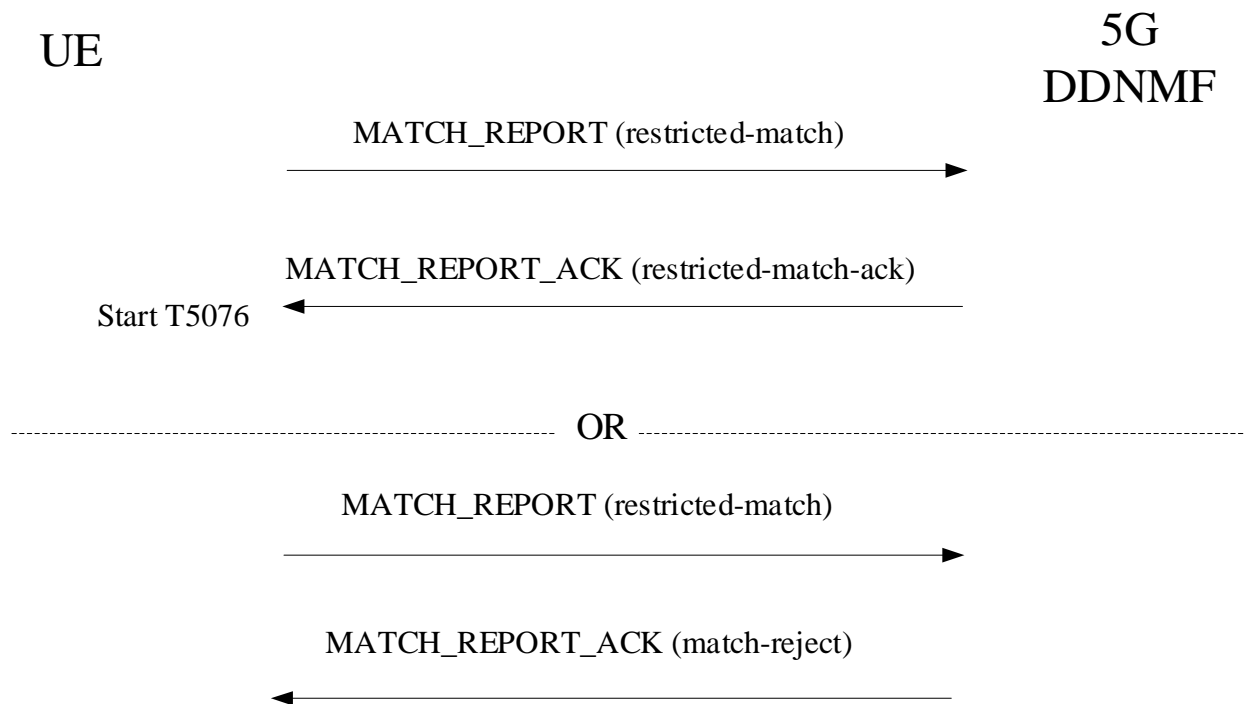 UE
5G
DDNMF
MATCH_REPORT (restricted-match)
MATCH_REPORT_ACK (restricted-match-ack)
Start T5076
OR
MATCH_REPORT (restricted-match)
MATCH_REPORT_ACK (match-reject)